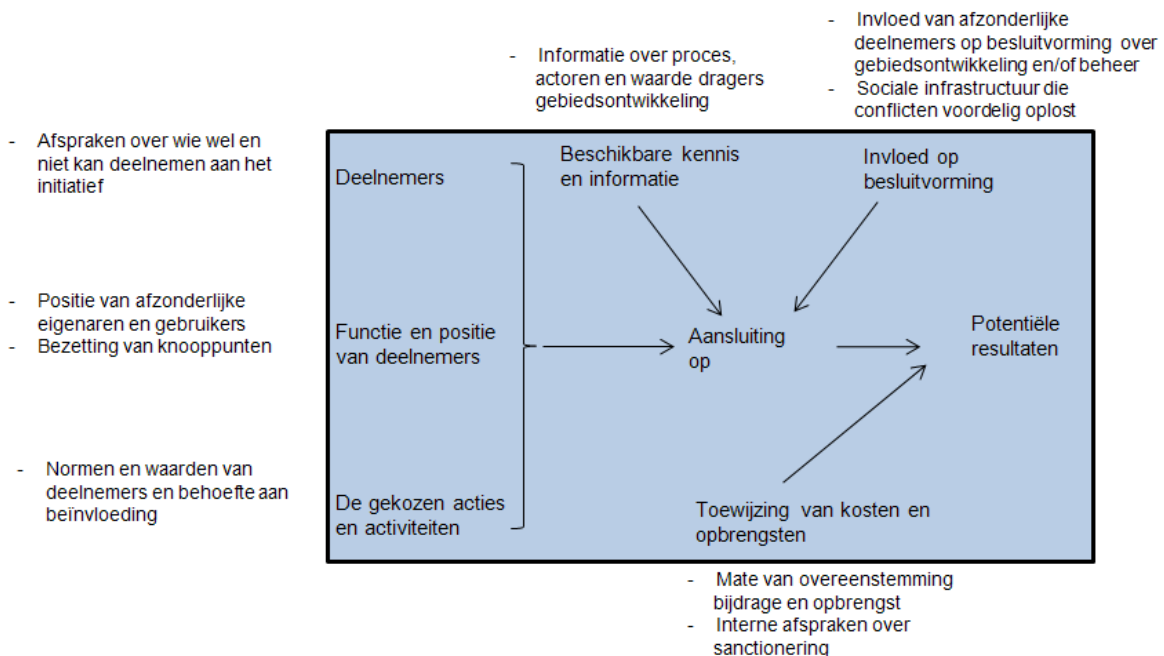 - Invloed van afzonderlijke
deelnemers op besluitvorming over
gebiedsontwikkeling en/of beheer
- Sociale infrastructuur die
conflicten voordelig oplost
- Informatie over proces,
actoren en waarde dragers
gebiedsontwikkeling
- Afspraken over wie wel en
niet kan deelnemen aan het
initiatief
Deelnemers
Beschikbare kennis
en informatie
Invloed op
besluitvorming
- Positie van afzonderlijke
eigenaren en gebruikers
- Bezetting van knooppunten
Functie en positie
van deelnemers
Aansluiting
op
Potentiële
resultaten
- Normen en waarden van
deelnemers en behoefte aan
beïnvloeding
De gekozen acties
en activiteiten
Toewijzing van kosten en
opbrengsten
- Mate van overeenstemming
bijdrage en opbrengst
- Interne afspraken over
sanctionering